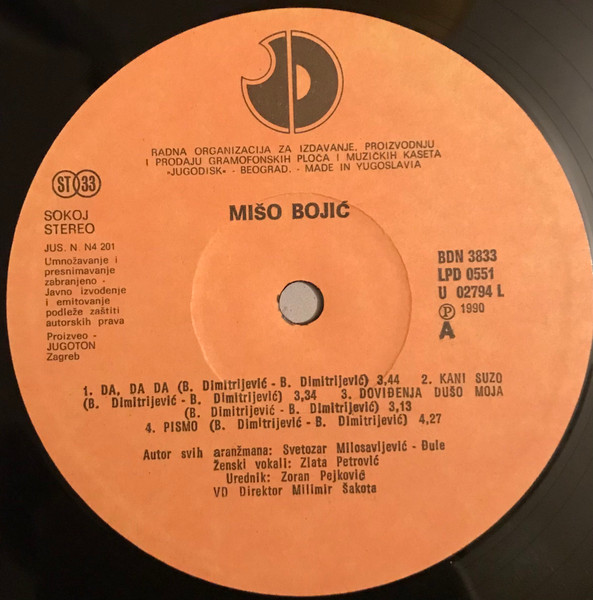 JD
RADNA ORGANIZACIJA ZA IZDAVANJE, PROIZVODNJU
I PRODAJU GRAMOFONSKIH PLOČA I MUZIČKIH KASETA
»JUGODISK« - BEOGRAD. - MADE IN YUGOSLAVIA
ST 33
SOKOJ
STEREO
JUS. N. N4 201
Umnožavanje i
presnimavanje
zabranjeno -
Javno izvođenje
i emitovanje
podleže zaštiti
autorskih prava
Proizveo -
JUGOTON
Zagreb
MIŠO BOJIĆ
BDN 3833
LPD 0551
U 02794 L
Ⓟ 1990
A
1. DA, DA DA (B. Dimitrijević - B. Dimitrijević) 3,44 2. KANI SUZO
(B. Dimitrijević - B. Dimitrijević) 3,34 3. DOVIĐENJA DUŠO MOJA
(B. Dimitrijević - B. Dimitrijević) 3,13
4. PISMO (B. Dimitrijević - B. Dimitrijević) 4,27
Autor svih aranžmana: Svetozar Milosavljević - Đule
Ženski vokali: Zlata Petrović
Urednik: Zoran Pejković
VD Direktor Milimir Šakota